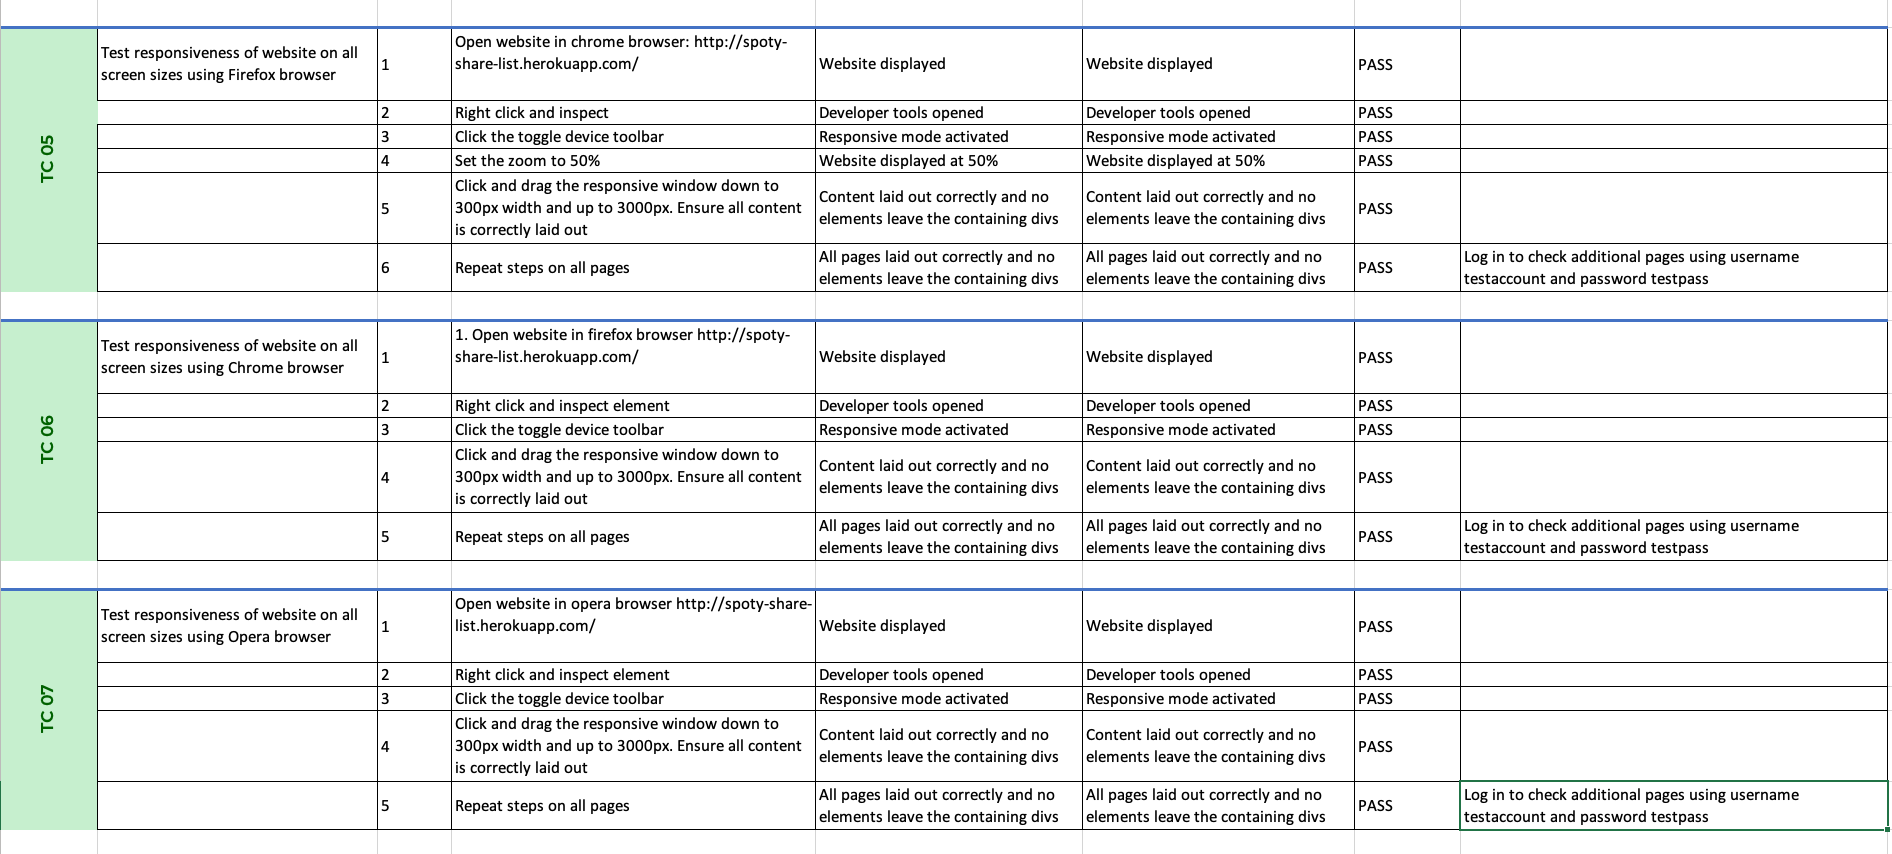 TC 05
Test responsiveness of website on all
screen sizes using Firefox browser
1
Open website in chrome browser: http://spoty-
share-list.herokuapp.com/
Website displayed
Website displayed
PASS
2
Right click and inspect
Developer tools opened
Developer tools opened
PASS
3
Click the toggle device toolbar
Responsive mode activated
Responsive mode activated
PASS
4
Set the zoom to 50%
Website displayed at 50%
Website displayed at 50%
PASS
5
Click and drag the responsive window down to
300px width and up to 3000px. Ensure all content
is correctly laid out
Content laid out correctly and no
elements leave the containing divs
Content laid out correctly and no
elements leave the containing divs
PASS
6
Repeat steps on all pages
All pages laid out correctly and no
elements leave the containing divs
All pages laid out correctly and no
elements leave the containing divs
PASS
Log in to check additional pages using username
testaccount and password testpass
TC 06
Test responsiveness of website on all
screen sizes using Chrome browser
1
1. Open website in firefox browser http://spoty-
share-list.herokuapp.com/
Website displayed
Website displayed
PASS
2
Right click and inspect element
Developer tools opened
Developer tools opened
PASS
3
Click the toggle device toolbar
Responsive mode activated
Responsive mode activated
PASS
4
Click and drag the responsive window down to
300px width and up to 3000px. Ensure all content
is correctly laid out
Content laid out correctly and no
elements leave the containing divs
Content laid out correctly and no
elements leave the containing divs
PASS
5
Repeat steps on all pages
All pages laid out correctly and no
elements leave the containing divs
All pages laid out correctly and no
elements leave the containing divs
PASS
Log in to check additional pages using username
testaccount and password testpass
TC 07
Test responsiveness of website on all
screen sizes using Opera browser
1
Open website in opera browser http://spoty-share-
list.herokuapp.com/
Website displayed
Website displayed
PASS
2
Right click and inspect element
Developer tools opened
Developer tools opened
PASS
3
Click the toggle device toolbar
Responsive mode activated
Responsive mode activated
PASS
4
Click and drag the responsive window down to
300px width and up to 3000px. Ensure all content
is correctly laid out
Content laid out correctly and no
elements leave the containing divs
Content laid out correctly and no
elements leave the containing divs
PASS
5
Repeat steps on all pages
All pages laid out correctly and no
elements leave the containing divs
All pages laid out correctly and no
elements leave the containing divs
PASS
Log in to check additional pages using username
testaccount and password testpass